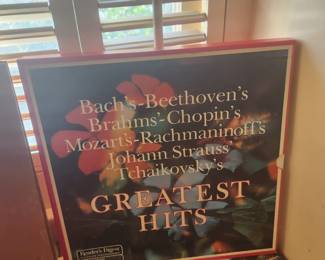 Bach's-Beethoven's
Brahms'-Chopin's
Mozart's-Rachmaninoff's
Johann Strauss'
Tchaikovsky's
GREATEST
HITS
Reader's Digest